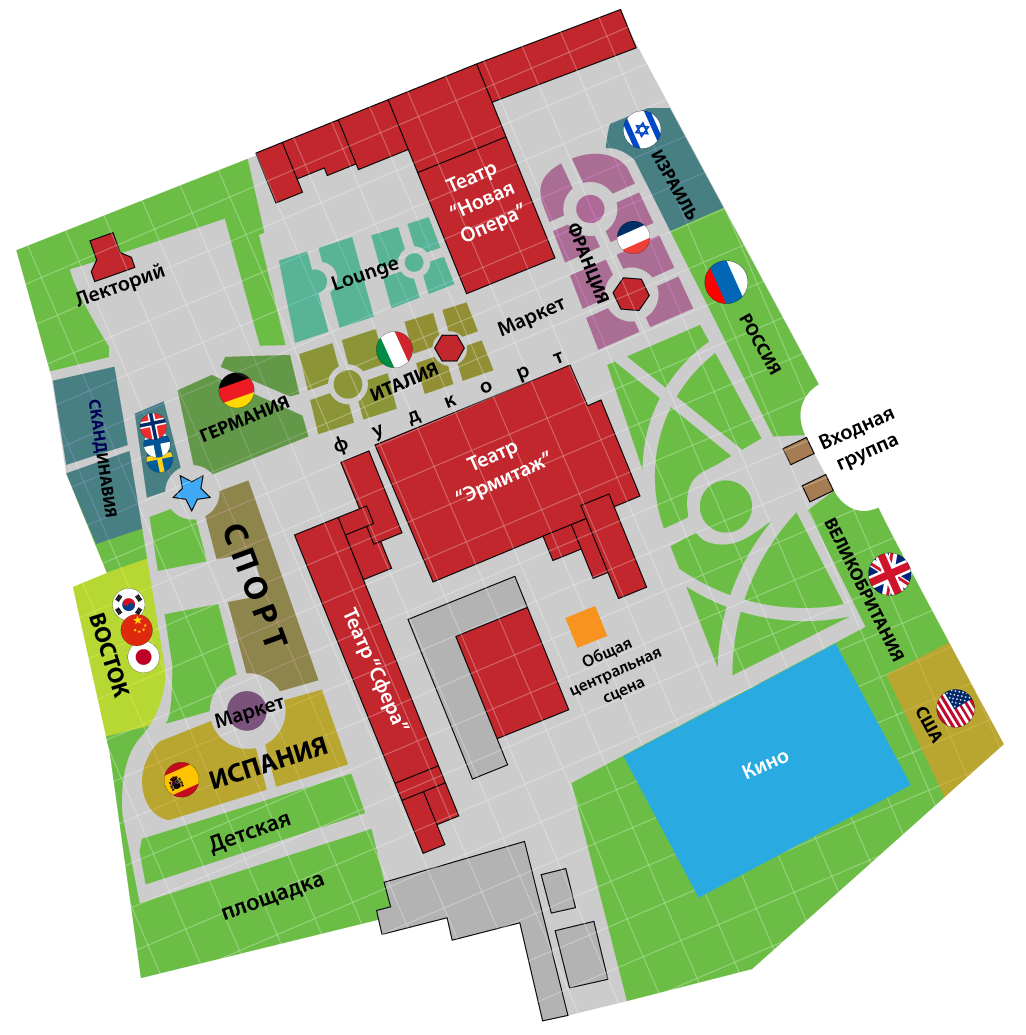 ИЗРАИЛЬ
Театр
“Новая
Опера”
ФРАНЦИЯ
Lounge
Лекторий
Маркет
РОССИЯ
ИТАЛИЯ
фудкорт
ГЕРМАНИЯ
СКАНДИНАВИЯ
Входная
группа
Театр
“Эрмитаж”
СПОРТ
ВЕЛИКОБРИТАНИЯ
ВОСТОК
Театр “Сфера”
Общая
центральная
сцена
Маркет
США
ИСПАНИЯ
Кино
Детская
площадка